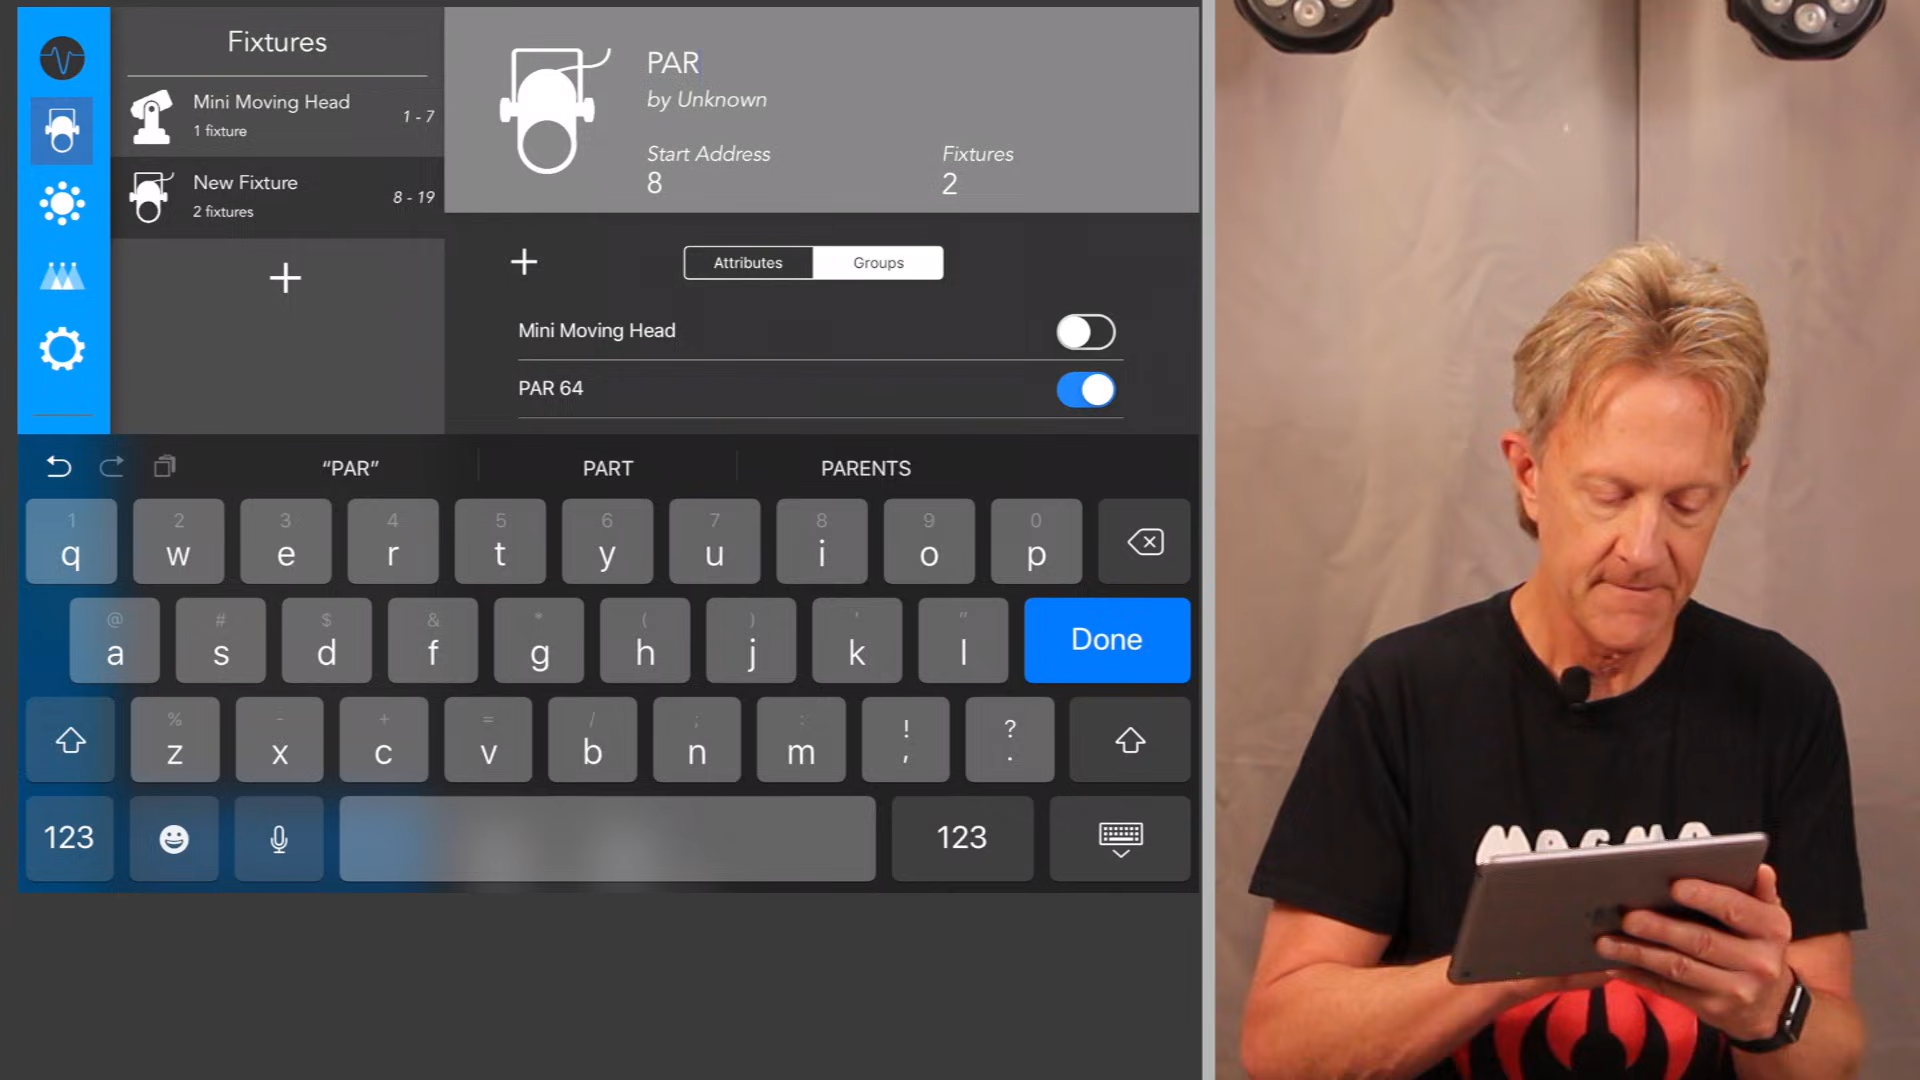 Fixtures
Mini Moving Head
1 fixture
1 - 7
New Fixture
2 fixtures
8 - 19
PAR
by Unknown
Start Address
8
Fixtures
2
Attributes
Groups
Mini Moving Head
PAR 64
“PAR”
PART
PARENTS
1 2 3 4 5 6 7 8 9 0
q w e r t y u i o p
@ # $ & * ( ) ' "
a s d f g h j k l
Done
% - + = / ; : ! ?
z x c v b n m , .
123
123